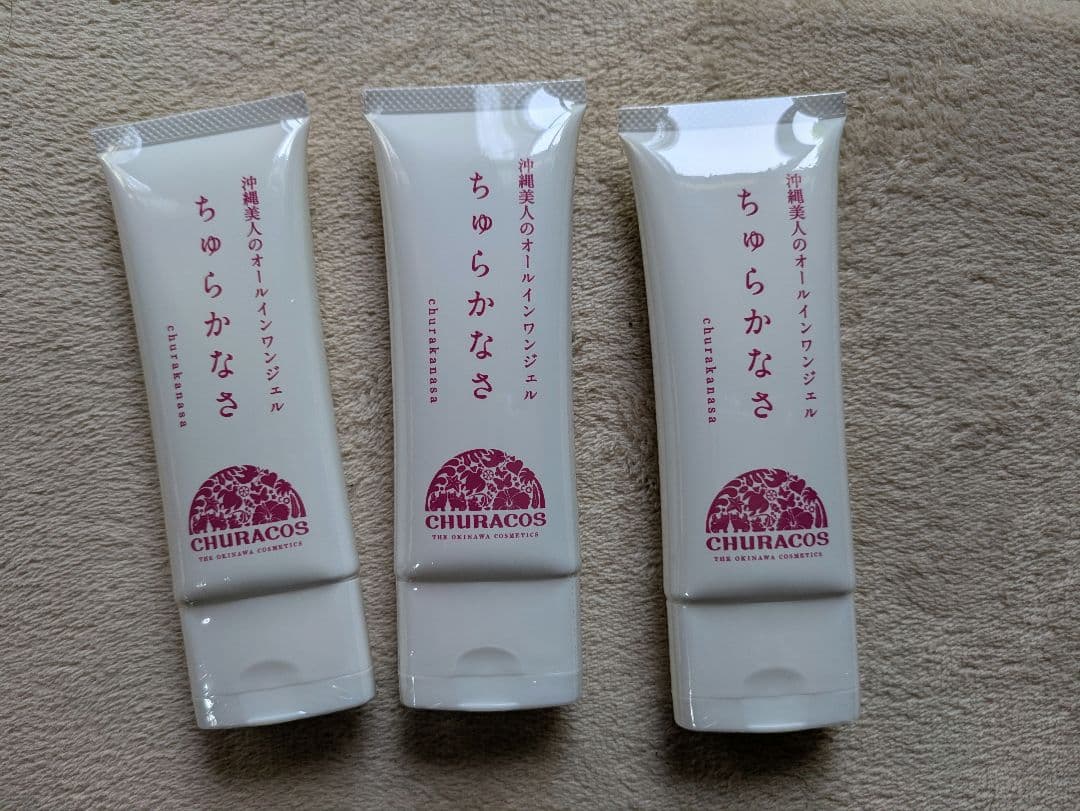 沖縄美人のオールインワンジェル
ちゅらかなさ
churakanasa
CHURACOS
THE OKINAWA COSMETICS
沖縄美人のオールインワンジェル
ちゅらかなさ
churakanasa
CHURACOS
THE OKINAWA COSMETICS
沖縄美人のオールインワンジェル
ちゅらかなさ
churakanasa
CHURACOS
THE OKINAWA COSMETICS